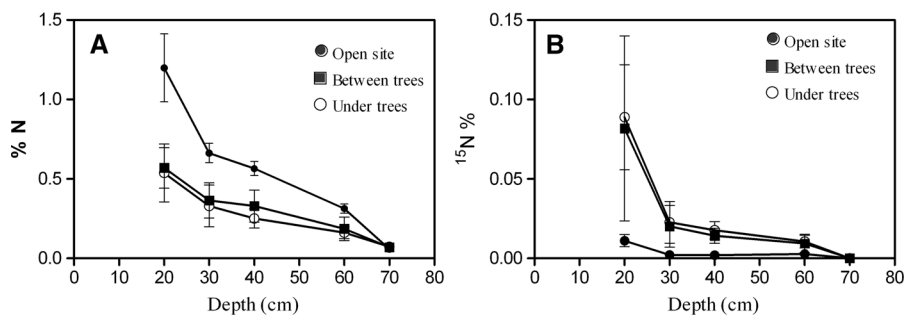 A
Open site
Between trees
Under trees
1.5
1.0
0.5
0.0
% N
0 10 20 30 40 50 60 70 80
Depth (cm)
B
Open site
Between trees
Under trees
0.15
0.10
0.05
0.00
15N %
0 10 20 30 40 50 60 70 80
Depth (cm)